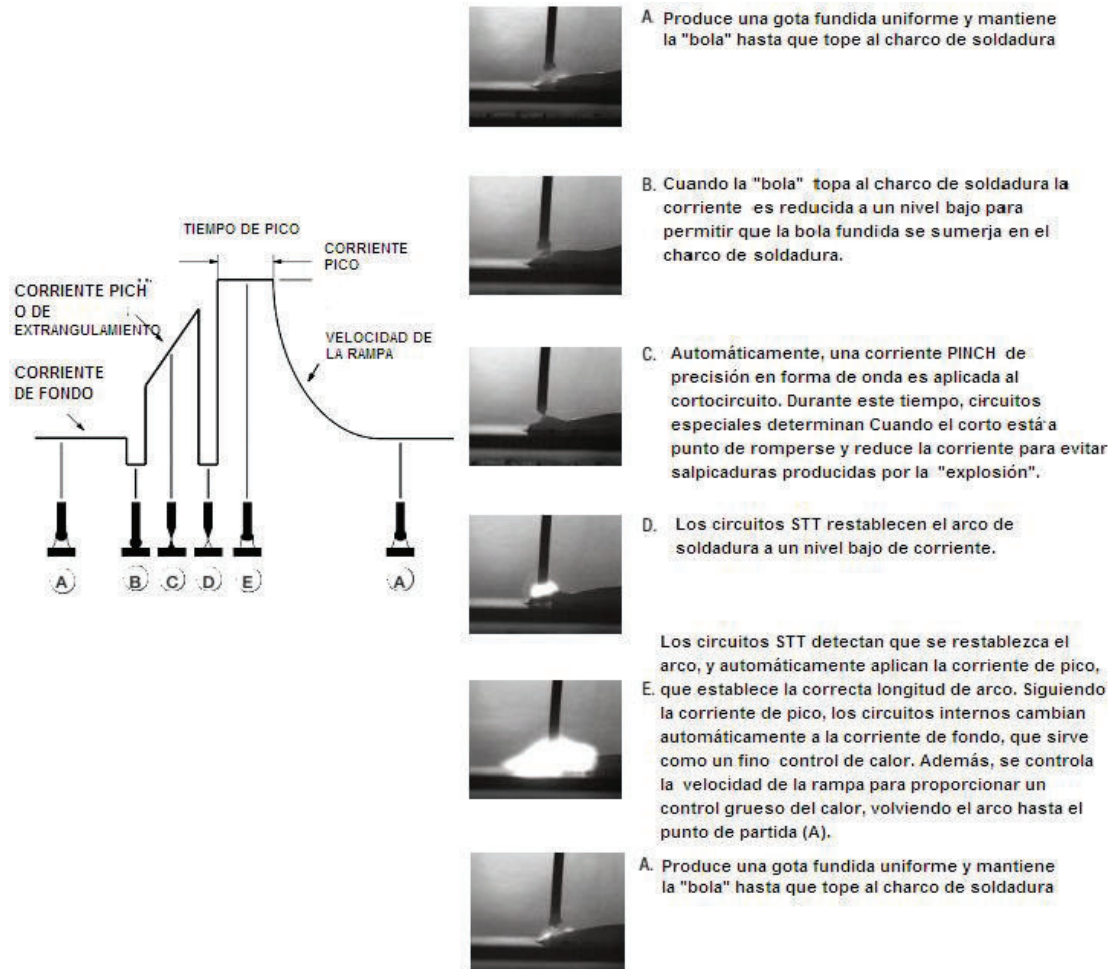 TIEMPO DE PICO
CORRIENTE
PICO
CORRIENTE PICH
O DE
EXTRANGULAMIENTO
VELOCIDAD DE
LA RAMPA
CORRIENTE
DE FONDO
A B C D E A
A. Produce una gota fundida uniforme y mantiene
la "bola" hasta que tope al charco de soldadura
B. Cuando la "bola" topa al charco de soldadura la
corriente es reducida a un nivel bajo para
permitir que la bola fundida se sumerja en el
charco de soldadura.
C. Automáticamente, una corriente PINCH de
precisión en forma de onda es aplicada al
cortocircuito. Durante este tiempo, circuitos
especiales determinan Cuando el corto está a
punto de romperse y reduce la corriente para evitar
salpicaduras producidas por la "explosión".
D. Los circuitos STT restablecen el arco de
soldadura a un nivel bajo de corriente.
Los circuitos STT detectan que se restablezca el
arco, y automáticamente aplican la corriente de pico,
E. que establece la correcta longitud de arco. Siguiendo
la corriente de pico, los circuitos internos cambian
automáticamente a la corriente de fondo, que sirve
como un fino control de calor. Además, se controla
la velocidad de la rampa para proporcionar un
control grueso del calor, volviendo el arco hasta el
punto de partida (A).
A. Produce una gota fundida uniforme y mantiene
la "bola" hasta que tope al charco de soldadura